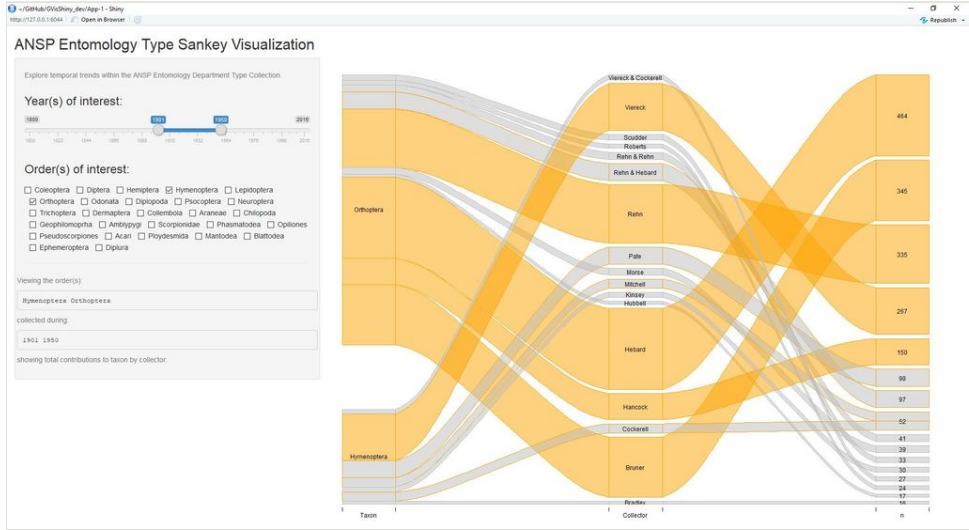 ~/GitHub/GVisShiny_dev/App-1 - Shiny
http://127.0.0.1:6044 Open in Browser
Republish
ANSP Entomology Type Sankey Visualization
Explore temporal trends within the ANSP Entomology Department Type Collection.
Year(s) of interest:
1800 1901 1950 2016
Order(s) of interest:
Coleoptera Diptera Hemiptera Hymenoptera Lepidoptera
Orthoptera Odonata Diplopoda Psocoptera Neuroptera
Trichoptera Dermaptera Collembola Araneae Chilopoda
Geophilomoprha Amblypygi Scorpionidae Phasmatodea Opiliones
Pseudoscorpiones Acari Ploydesmida Mantodea Blattodea
Ephemeroptera Diplura
Viewing the order(s):
Hymenoptera Orthoptera
collected during:
1901 1950
showing total contributions to taxon by collector:
Orthoptera
Hymenoptera
Taxon
Viereck & Cockerell
Viereck
Scudder
Roberts
Rehn & Rehn
Rehn & Hebard
Rehn
Pate
Morse
Mitchell
Kinsey
Hubbell
Hebard
Hancock
Cockerell
Bruner
Bradley
Collector
464
345
335
267
150
98
97
52
41
39
33
30
27
24
17
16
n